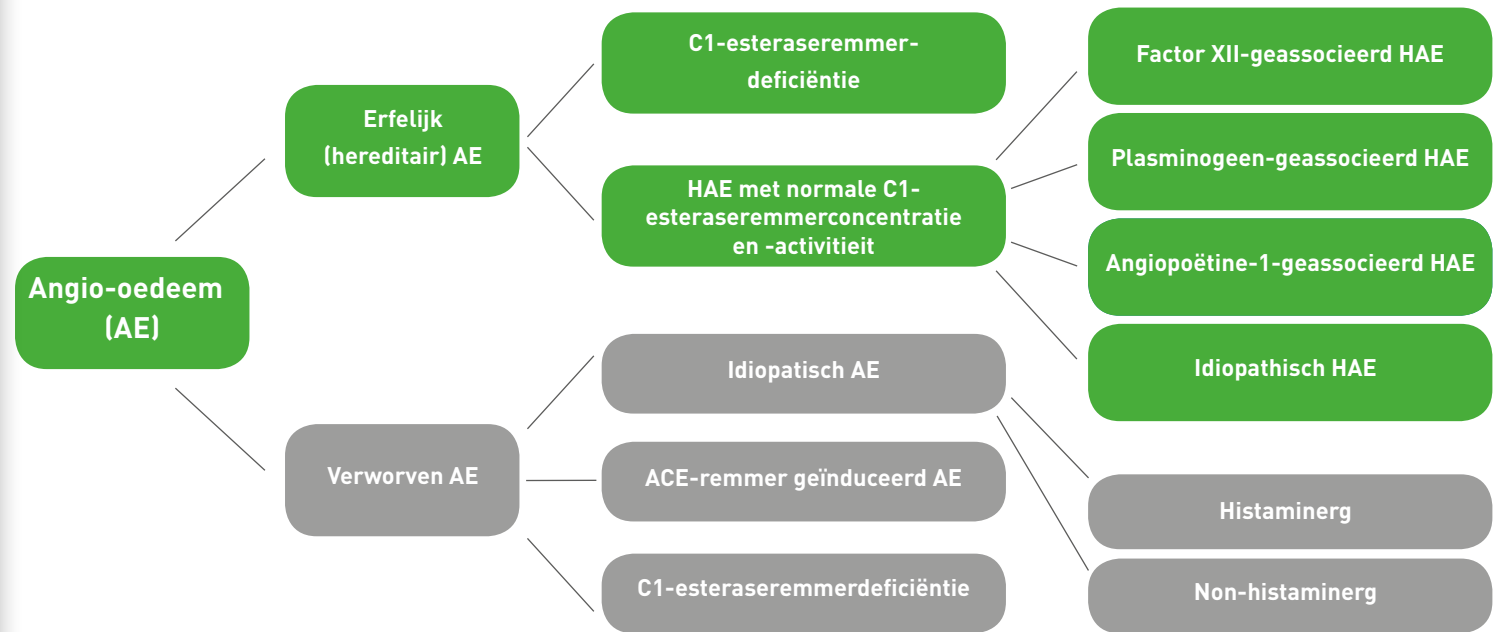 Angio-oedeem
(AE)
Erfelijk
(hereditair) AE
C1-esteraseremmer-
deficiëntie
HAE met normale C1-
esteraseremmerconcentratie
en -activitieit
Factor XII-geassocieerd HAE
Plasminogeen-geassocieerd HAE
Angiopoëtine-1-geassocieerd HAE
Idiopathisch HAE
Verworven AE
Idiopatisch AE
ACE-remmer geïnduceerd AE
C1-esteraseremmerdeficiëntie
Histaminerg
Non-histaminerg